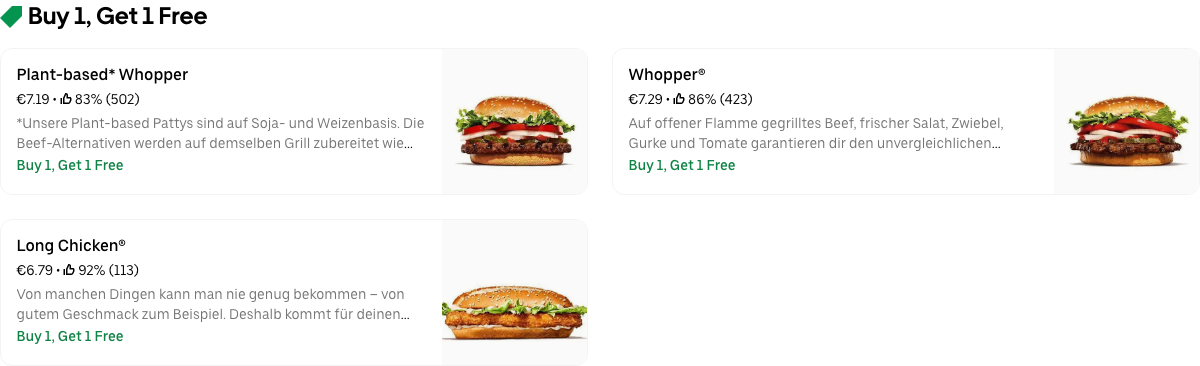 Buy 1, Get 1 Free
Plant-based* Whopper
€7.19 • 83% (502)
*Unsere Plant-based Pattys sind auf Soja- und Weizenbasis. Die
Beef-Alternativen werden auf demselben Grill zubereitet wie...
Buy 1, Get 1 Free
Whopper®
€7.29 • 86% (423)
Auf offener Flamme gegrilltes Beef, frischer Salat, Zwiebel,
Gurke und Tomate garantieren dir den unvergleichlichen...
Buy 1, Get 1 Free
Long Chicken®
€6.79 • 92% (113)
Von manchen Dingen kann man nie genug bekommen – von
gutem Geschmack zum Beispiel. Deshalb kommt für deinen...
Buy 1, Get 1 Free